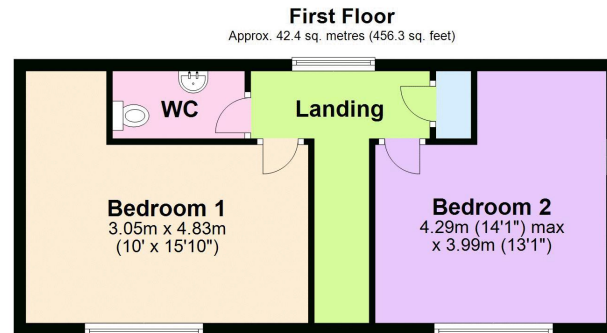 First Floor
Approx. 42.4 sq. metres (456.3 sq. feet)
WC
Landing
Bedroom 1
3.05m x 4.83m
(10' x 15'10")
Bedroom 2
4.29m (14'1") max
x 3.99m (13'1")